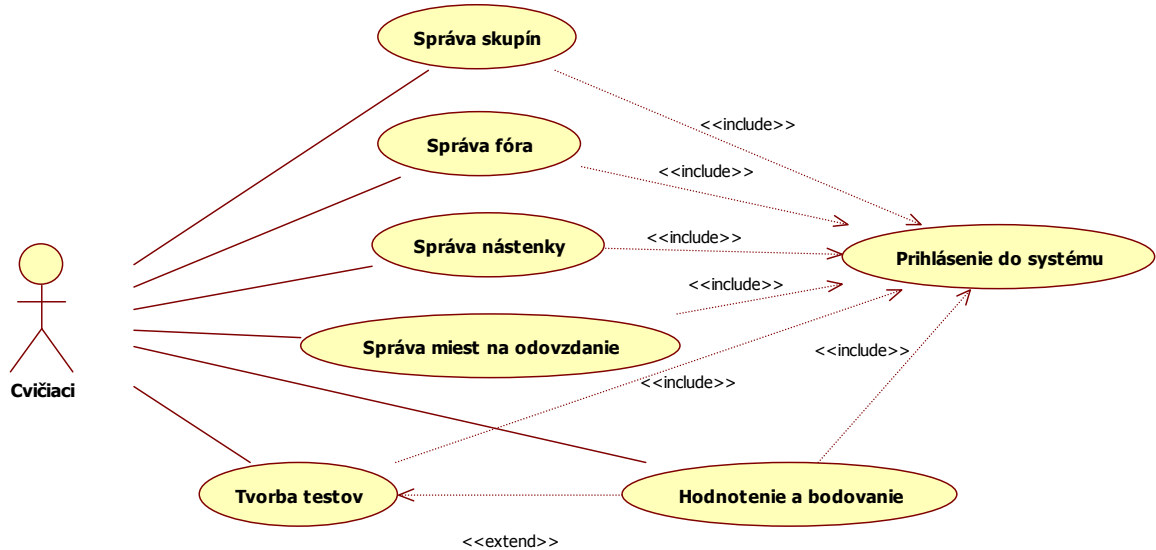 Správa skupín
<<include>>
Správa fóra
<<include>>
Správa nástenky
<<include>>
Prihlásenie do systému
<<include>>
Správa miest na odovzdanie
<<include>>
<<include>>
Cvičiaci
Tvorba testov
Hodnotenie a bodovanie
<<extend>>